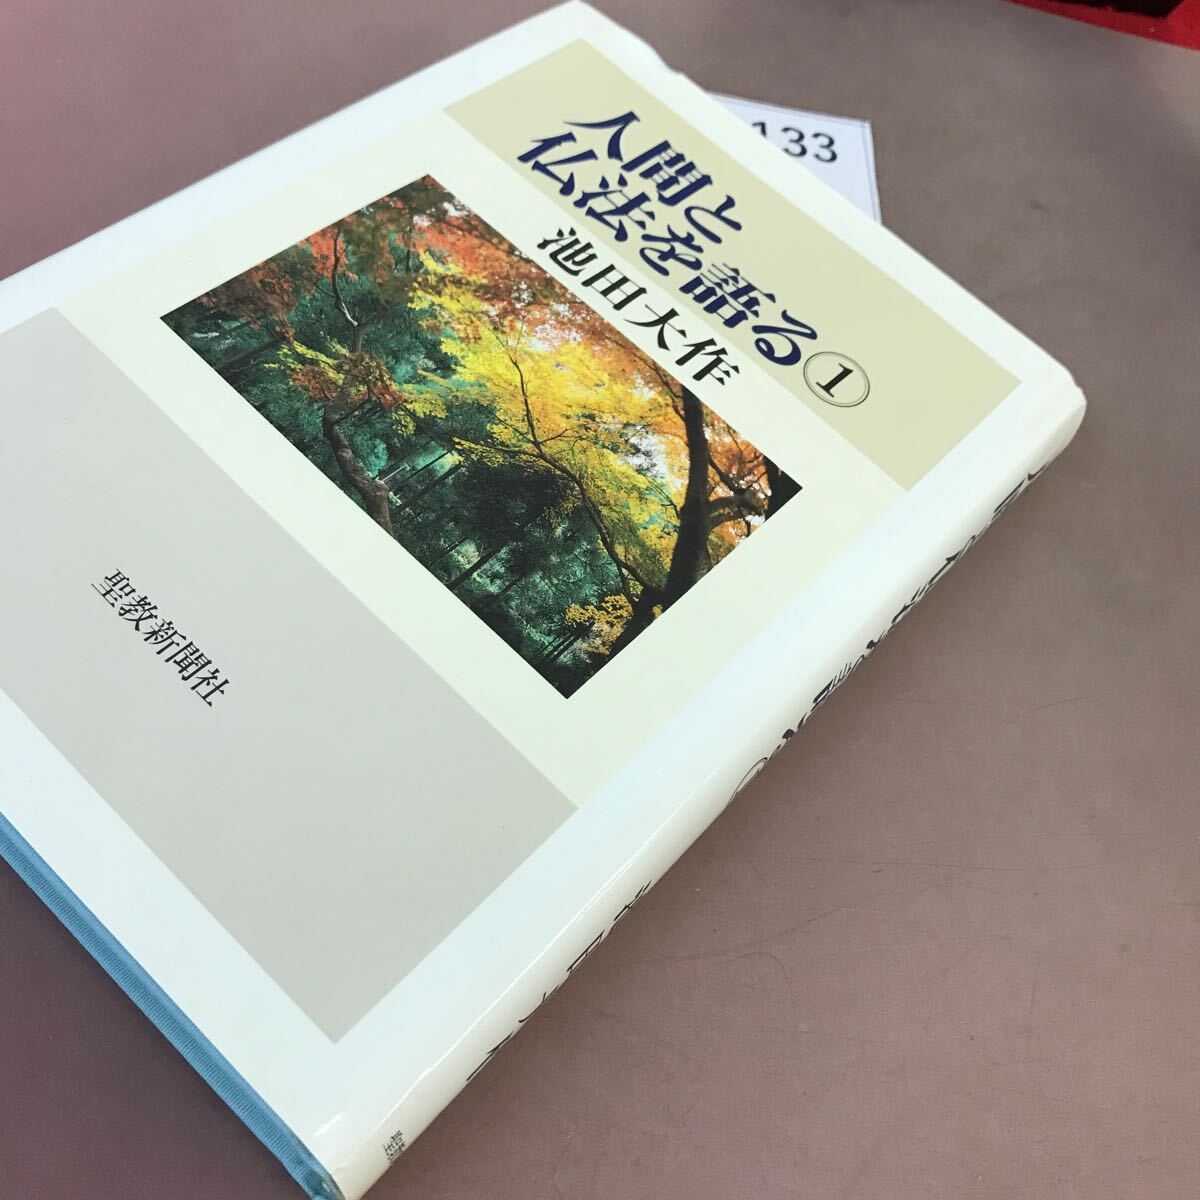 133
人間と
仏法を語る①
池田大作
聖教新聞社